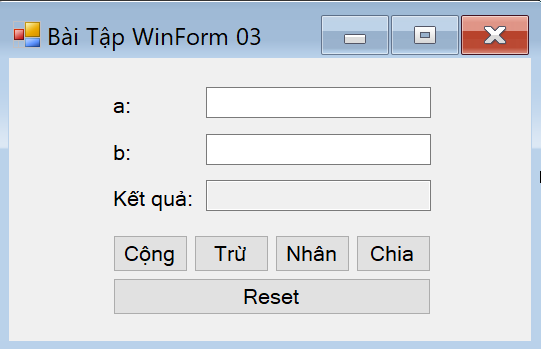 Bài Tập WinForm 03
a:
b:
Kết quả:
Cộng Trừ Nhân Chia
Reset